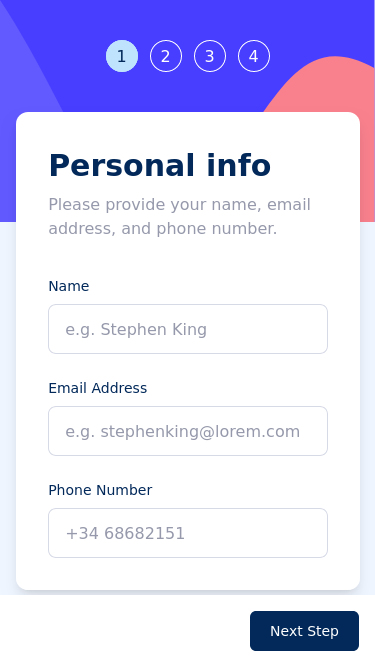 1 2 3 4
Personal info
Please provide your name, email
address, and phone number.
Name
e.g. Stephen King
Email Address
e.g. stephenking@lorem.com
Phone Number
+34 68682151
Next Step